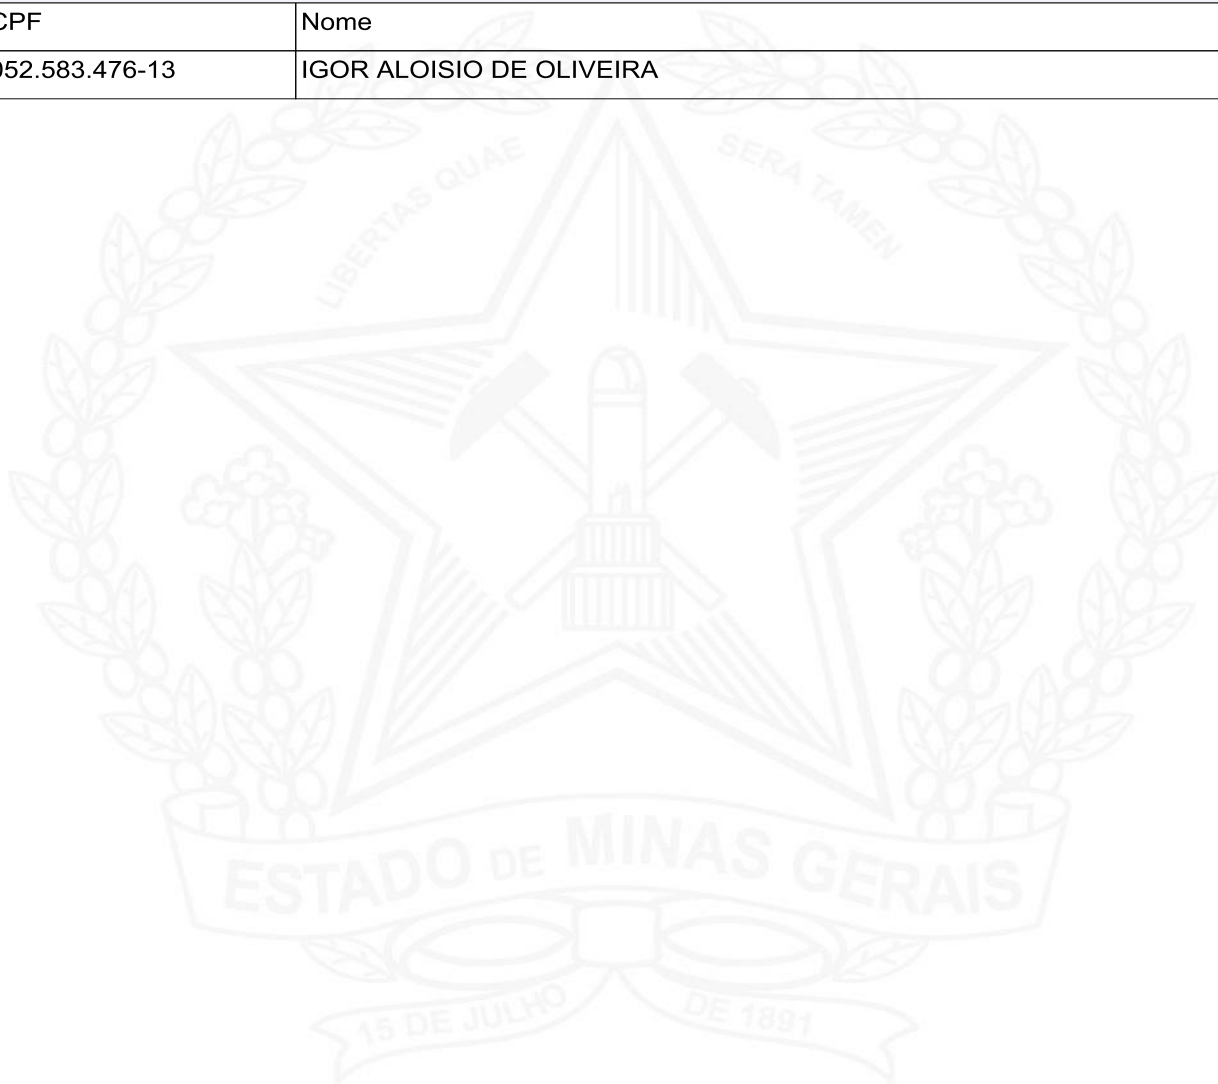 CPF Nome
052.583.476-13 IGOR ALOISIO DE OLIVEIRA
LIBERTAS QUAE SERA TAMEN
ESTADO DE MINAS GERAIS
15 DE JULHO DE 1891